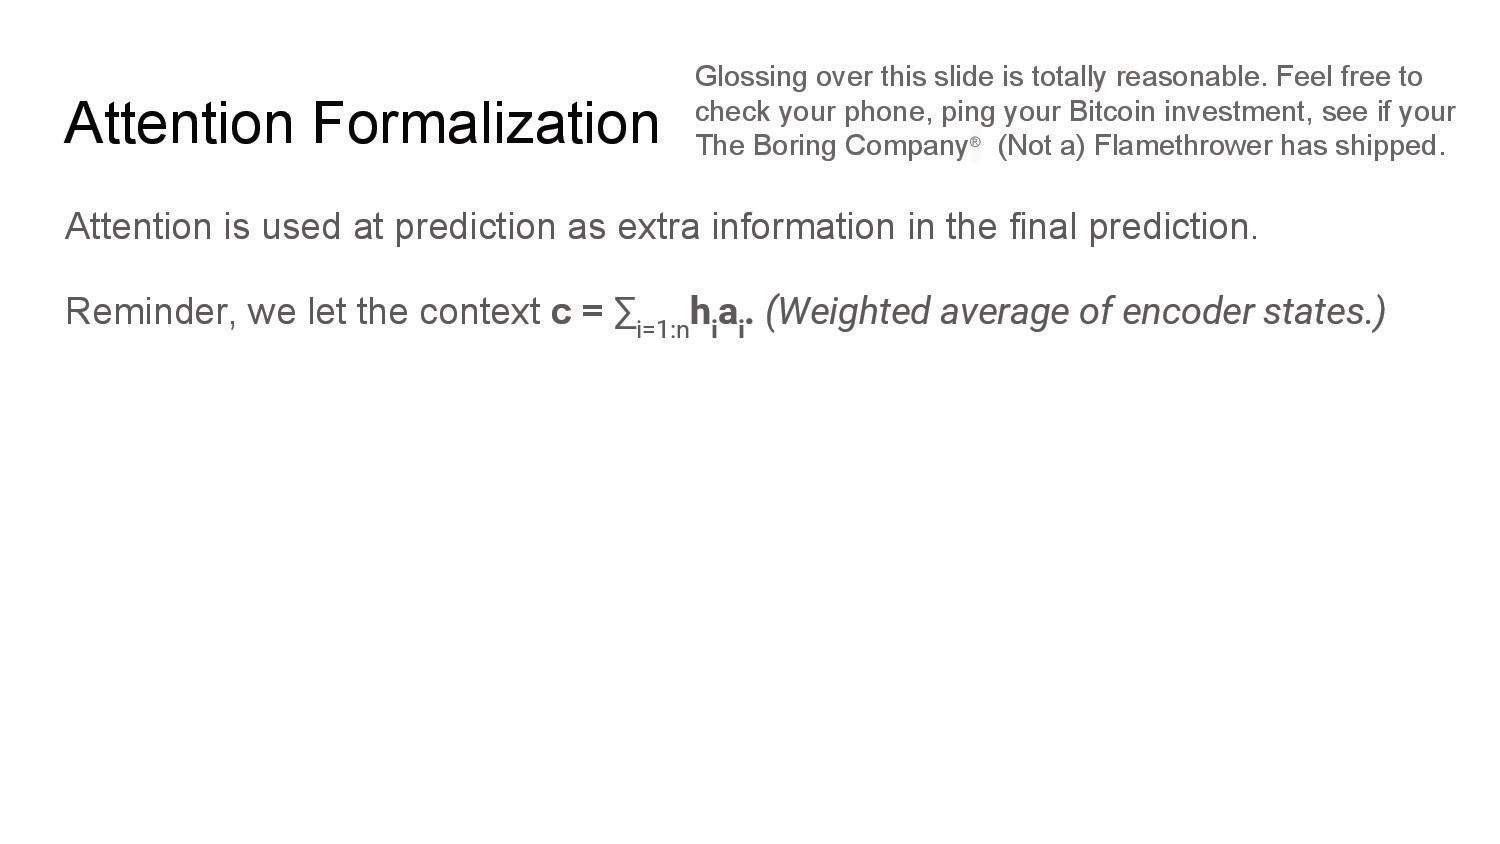 Attention Formalization
Glossing over this slide is totally reasonable. Feel free to
check your phone, ping your Bitcoin investment, see if your
The Boring Company® (Not a) Flamethrower has shipped.
Attention is used at prediction as extra information in the final prediction.
Reminder, we let the context c = ∑i=1:nhiai. (Weighted average of encoder states.)